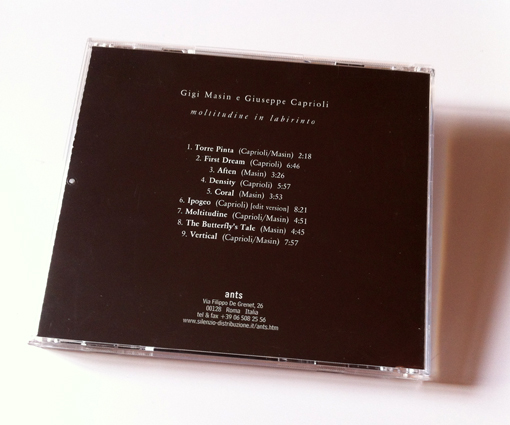 Gigi Masin e Giuseppe Caprioli
moltitudine in labirinto
1. Torre Pinta (Caprioli/Masin) 2:18
2. First Dream (Caprioli) 6:46
3. Aften (Masin) 3:26
4. Density (Caprioli) 5:57
5. Coral (Masin) 3:53
6. Ipogeo (Caprioli) [edit version] 8:21
7. Moltitudine (Caprioli/Masin) 4:51
8. The Butterfly's Tale (Masin) 4:45
9. Vertical (Caprioli/Masin) 7:57
ants
Via Filippo De Grenet, 26
00128 Roma Italia
tel & fax +39 06 508 25 56
www.silenzio-distribuzione.it/ants.htm